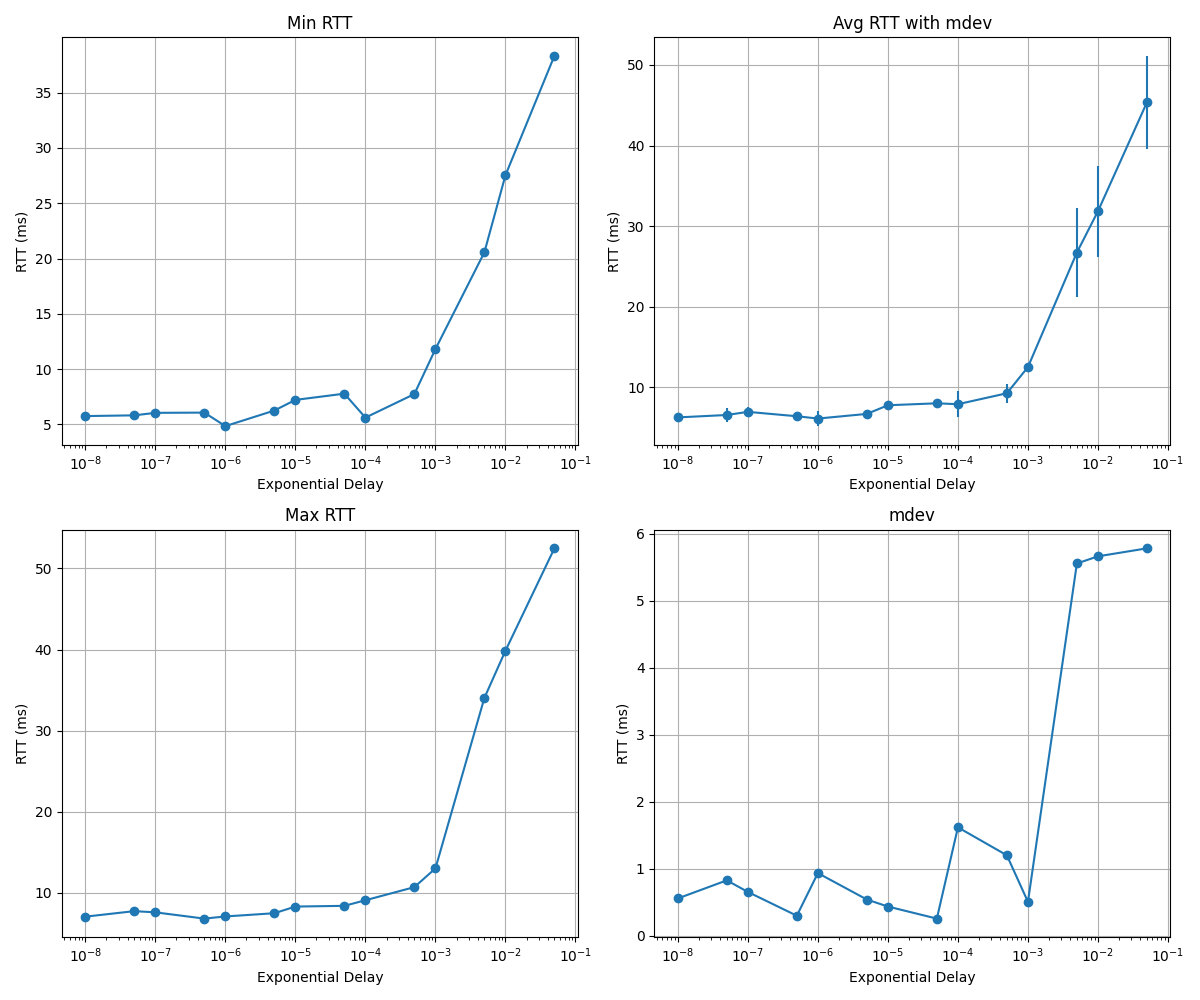 Min RTT
RTT (ms)
35
30
25
20
15
10
5
10⁻⁸ 10⁻⁷ 10⁻⁶ 10⁻⁵ 10⁻⁴ 10⁻³ 10⁻² 10⁻¹
Exponential Delay
Avg RTT with mdev
RTT (ms)
50
40
30
20
10
10⁻⁸ 10⁻⁷ 10⁻⁶ 10⁻⁵ 10⁻⁴ 10⁻³ 10⁻² 10⁻¹
Exponential Delay
Max RTT
RTT (ms)
50
40
30
20
10
10⁻⁸ 10⁻⁷ 10⁻⁶ 10⁻⁵ 10⁻⁴ 10⁻³ 10⁻² 10⁻¹
Exponential Delay
mdev
RTT (ms)
6
5
4
3
2
1
0
10⁻⁸ 10⁻⁷ 10⁻⁶ 10⁻⁵ 10⁻⁴ 10⁻³ 10⁻² 10⁻¹
Exponential Delay